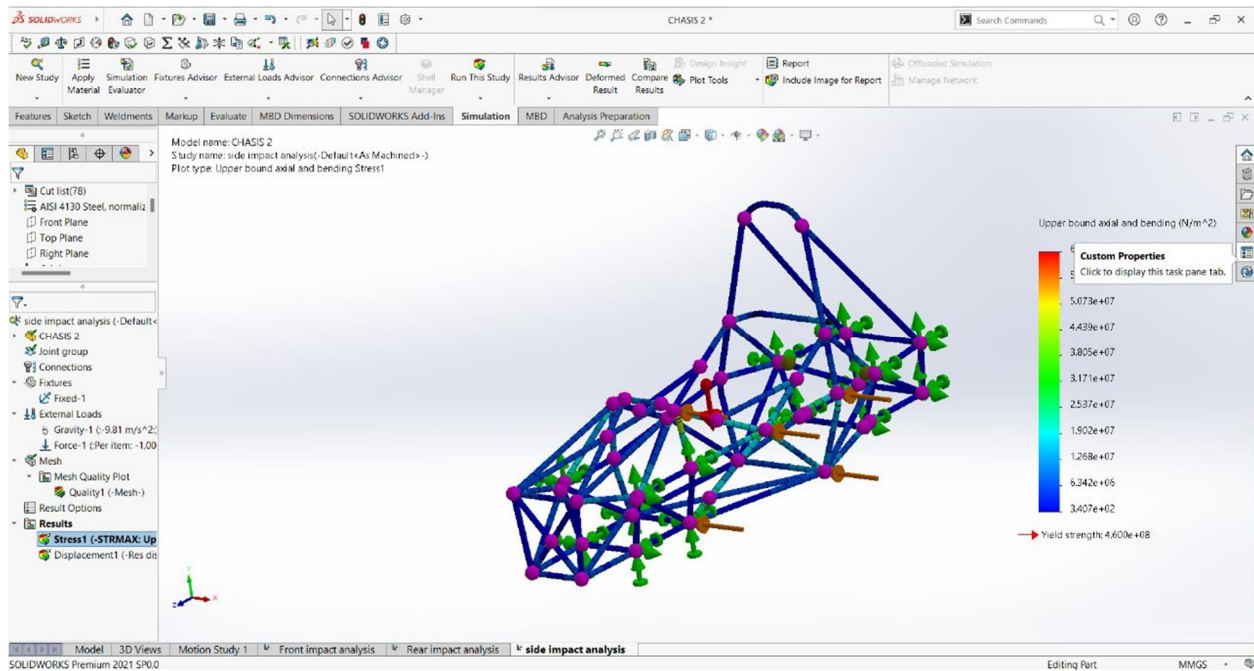 SOLIDWORKS
CHASIS 2 *
Search Commands
New Study
Apply Material
Simulation Evaluator
Fixtures Advisor
External Loads Advisor
Connections Advisor
Shell Manager
Run This Study
Results Advisor
Deformed Result
Compare Results
Design Insight
Plot Tools
Report
Include Image for Report
Offloaded Simulation
Manage Network
Features
Sketch
Weldments
Markup
Evaluate
MBD Dimensions
SOLIDWORKS Add-Ins
Simulation
MBD
Analysis Preparation
Model name: CHASIS 2
Study name: side impact analysis(-Default<As Machined>-)
Plot type: Upper bound axial and bending Stress1
Cut list(78)
AISI 4130 Steel, normaliz
Front Plane
Top Plane
Right Plane
side impact analysis (-Default<
CHASIS 2
Joint group
Connections
Fixtures
Fixed-1
External Loads
Gravity-1 (:-9.81 m/s^2:
Force-1 (:Per item: -1,00
Mesh
Mesh Quality Plot
Quality1 (-Mesh-)
Result Options
Results
Stress1 (-STRMAX: Up
Displacement1 (-Res dis
Upper bound axial and bending (N/m^2)
Custom Properties
Click to display this task pane tab.
5.073e+07
4.439e+07
3.805e+07
3.171e+07
2.537e+07
1.902e+07
1.268e+07
6.342e+06
3.407e+02
Yield strength: 4.600e+08
Model
3D Views
Motion Study 1
Front impact analysis
Rear impact analysis
side impact analysis
SOLIDWORKS Premium 2021 SP0.0
Editing Part
MMGS